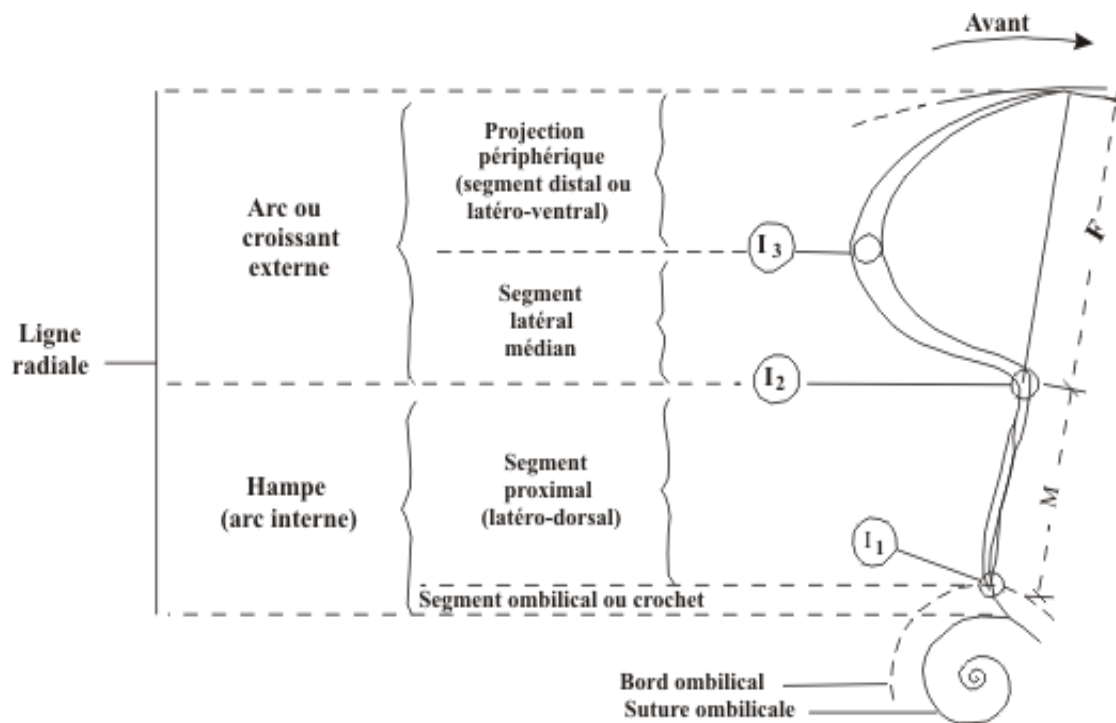 Avant
Projection
périphérique
(segment distal ou
latéro-ventral)
Arc ou
croissant
externe
I3
F
Segment
latéral
médian
Ligne
radiale
I2
Segment
proximal
(latéro-dorsal)
Hampe
(arc interne)
M
I1
Segment ombilical ou crochet
Bord ombilical
Suture ombilicale